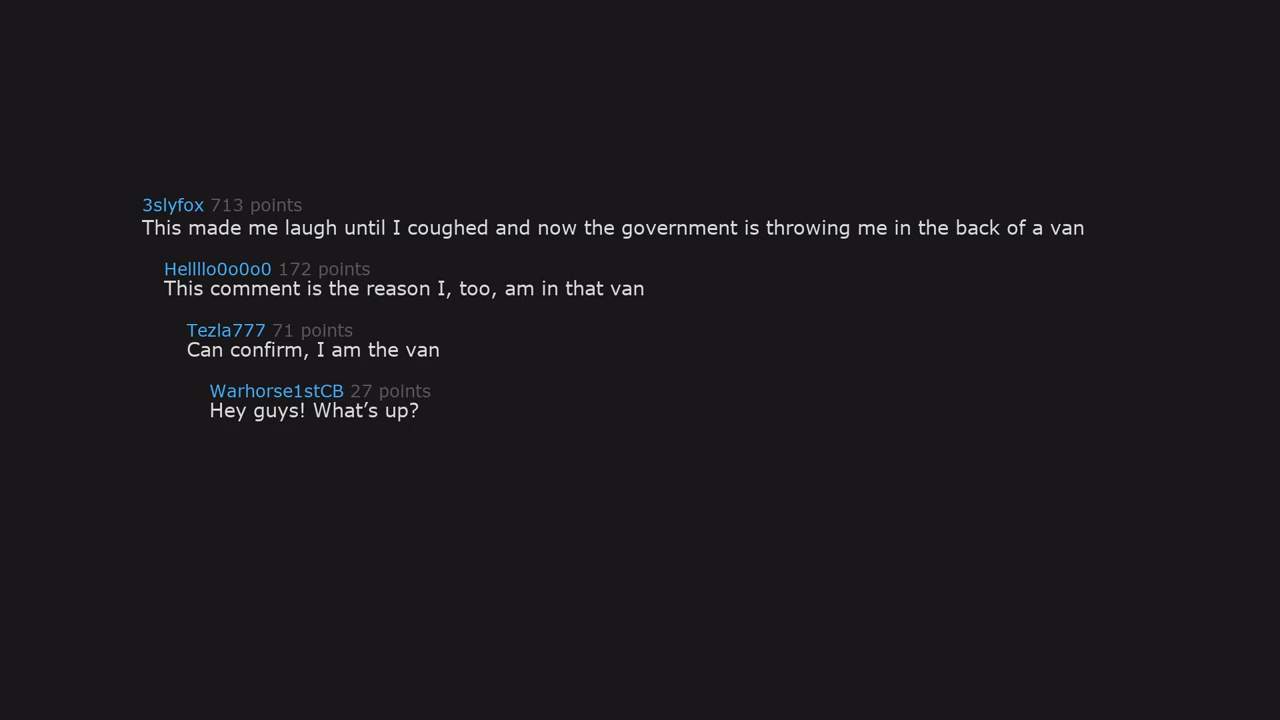 3slyfox 713 points
This made me laugh until I coughed and now the government is throwing me in the back of a van
Hellllo0o0o0 172 points
This comment is the reason I, too, am in that van
Tezla777 71 points
Can confirm, I am the van
Warhorse1stCB 27 points
Hey guys! What’s up?